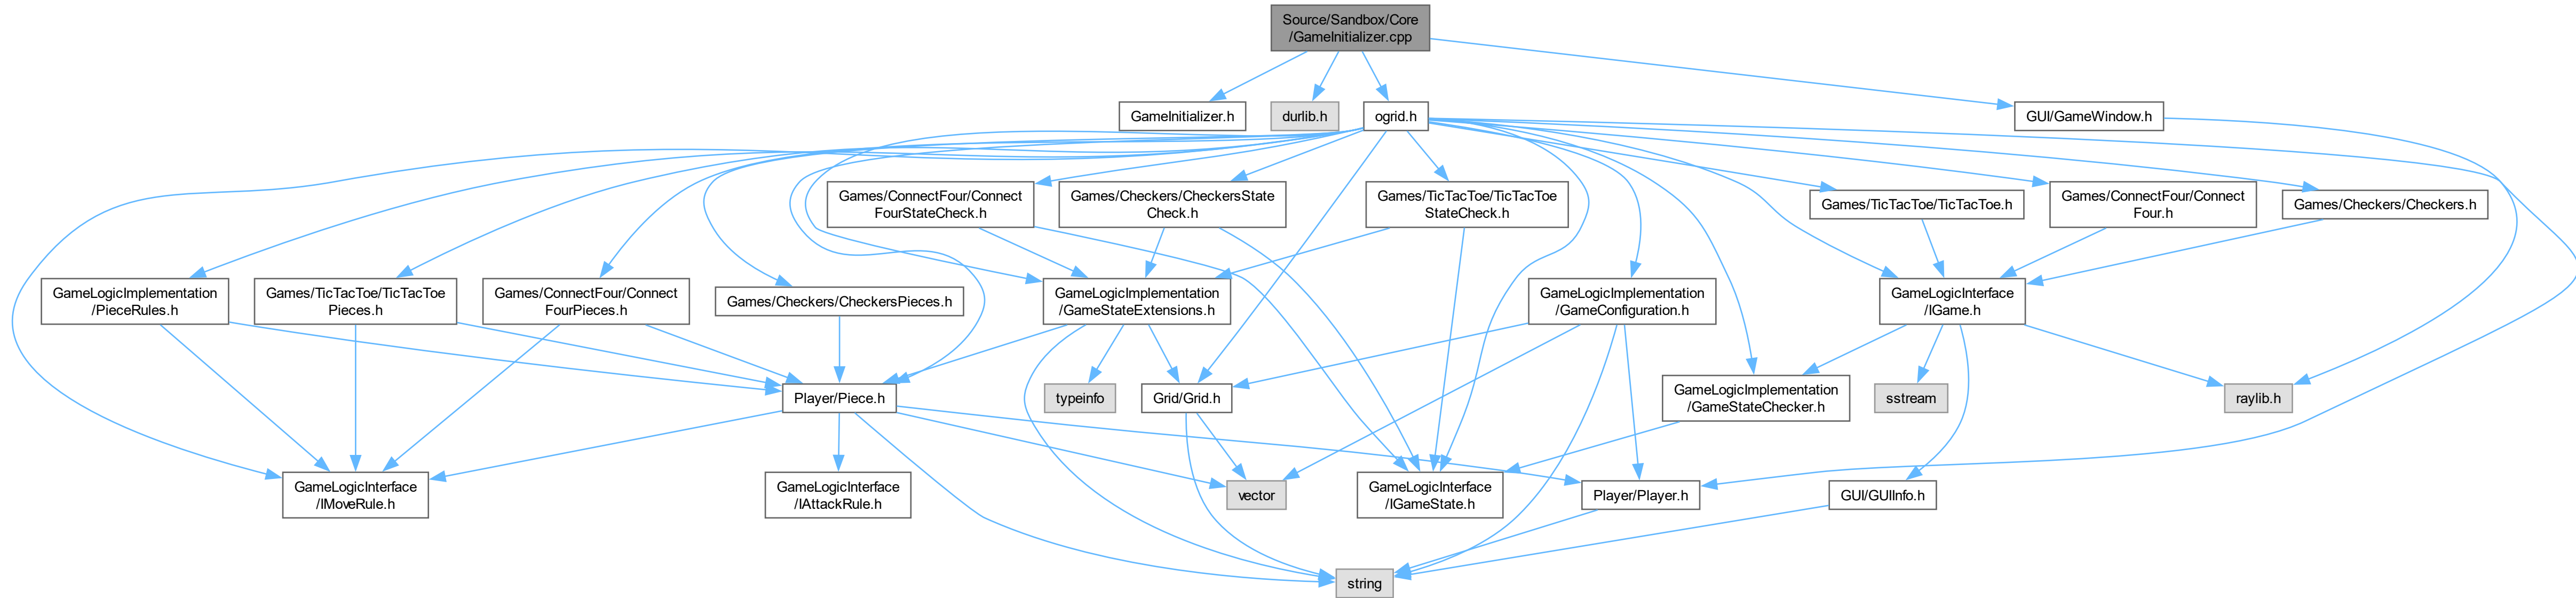 Source/Sandbox/Core
/GameInitializer.cpp
GameInitializer.h
durlib.h
ogrid.h
GUI/GameWindow.h
Games/ConnectFour/Connect
FourStateCheck.h
Games/Checkers/CheckersState
Check.h
Games/TicTacToe/TicTacToe
StateCheck.h
Games/TicTacToe/TicTacToe.h
Games/ConnectFour/Connect
Four.h
Games/Checkers/Checkers.h
GameLogicImplementation
/PieceRules.h
Games/TicTacToe/TicTacToe
Pieces.h
Games/ConnectFour/Connect
FourPieces.h
Games/Checkers/CheckersPieces.h
GameLogicImplementation
/GameStateExtensions.h
GameLogicImplementation
/GameConfiguration.h
GameLogicInterface
/IGame.h
Player/Piece.h
typeinfo
Grid/Grid.h
GameLogicImplementation
/GameStateChecker.h
sstream
raylib.h
GameLogicInterface
/IMoveRule.h
GameLogicInterface
/IAttackRule.h
vector
GameLogicInterface
/IGameState.h
Player/Player.h
GUI/GUIInfo.h
string